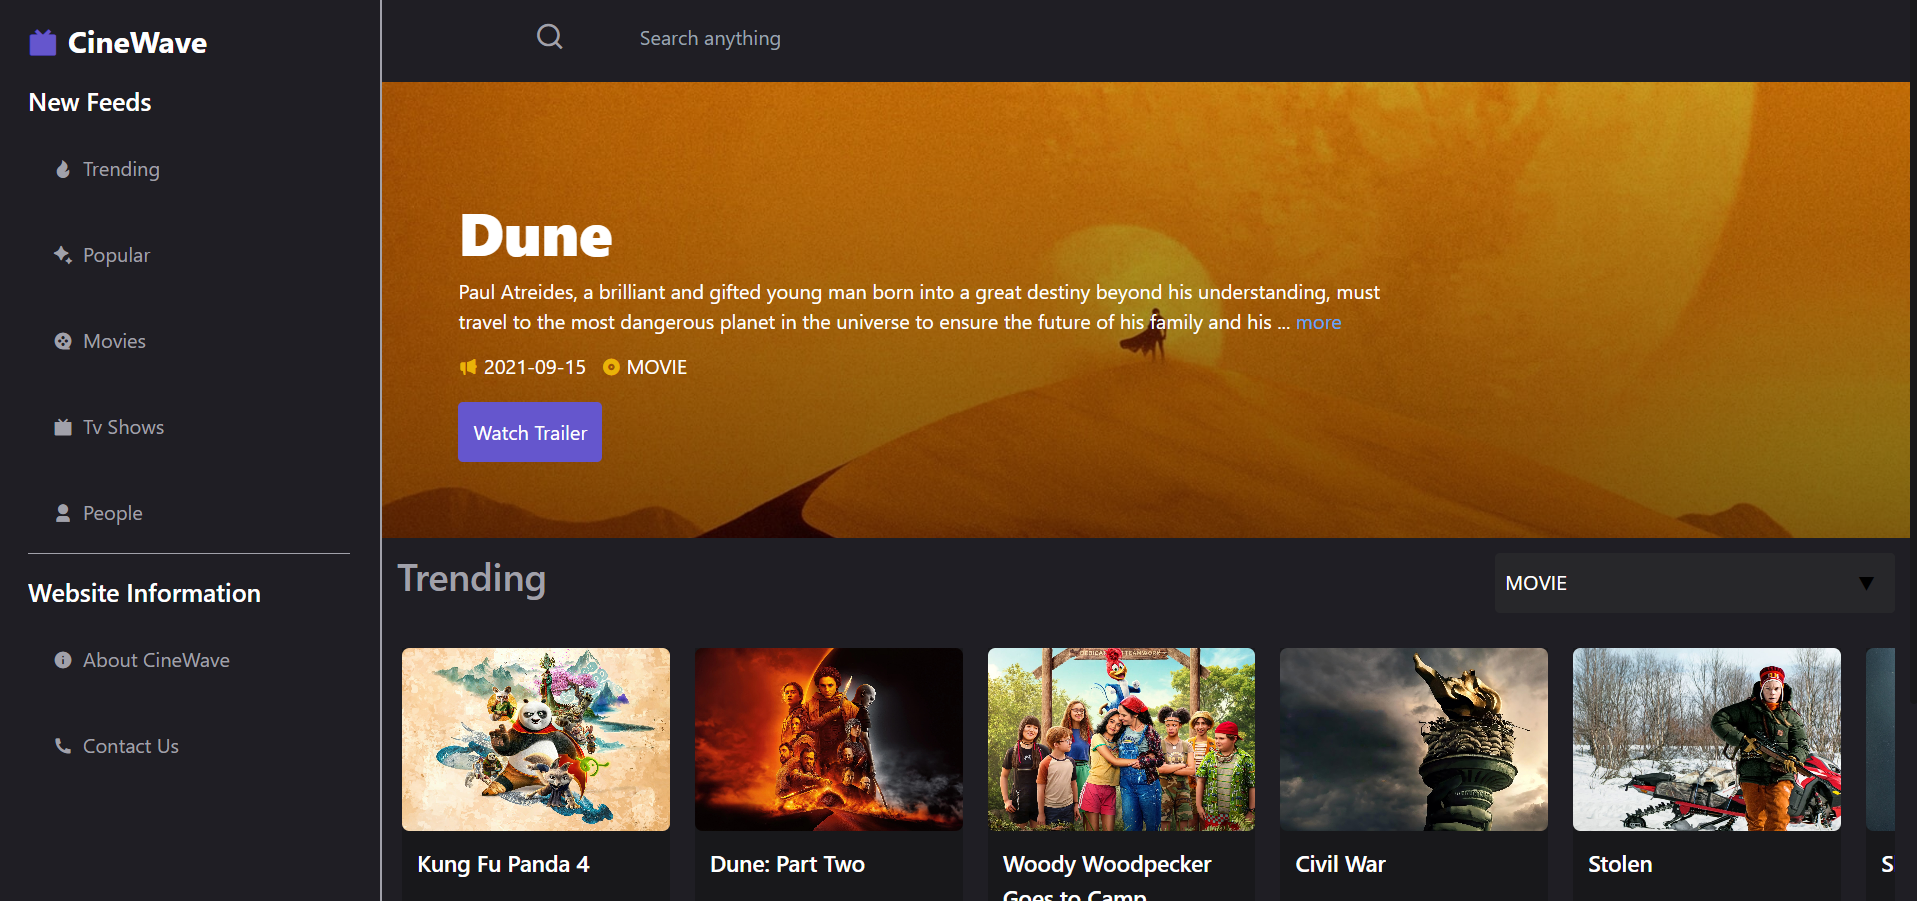 CineWave
New Feeds
Trending
Popular
Movies
Tv Shows
People
Website Information
About CineWave
Contact Us
Search anything
Dune
Paul Atreides, a brilliant and gifted young man born into a great destiny beyond his understanding, must
travel to the most dangerous planet in the universe to ensure the future of his family and his ... more
2021-09-15 MOVIE
Watch Trailer
Trending
MOVIE
Kung Fu Panda 4
Dune: Part Two
Woody Woodpecker
Goes to Camp
Civil War
Stolen
S